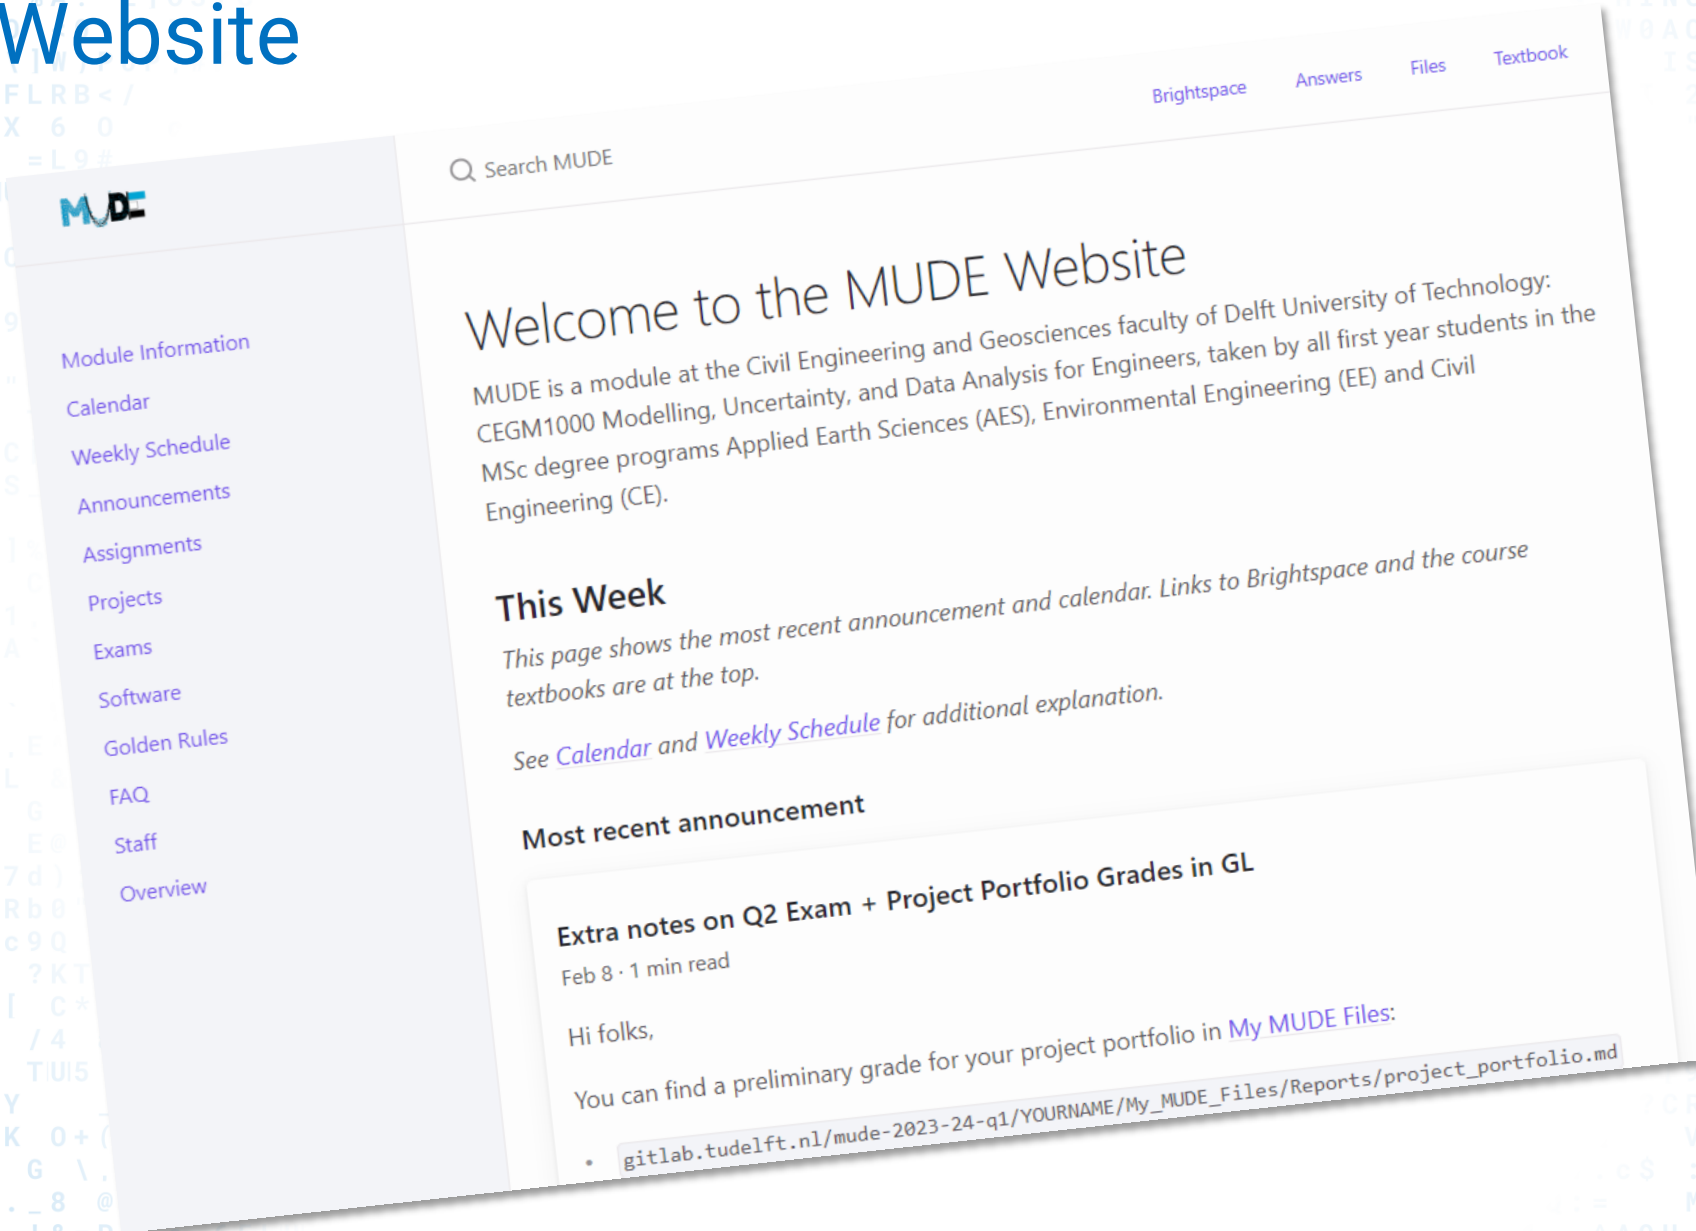 Website
Brightspace
Answers
Files
Textbook
Search MUDE
MUDE
Module Information
Calendar
Weekly Schedule
Announcements
Assignments
Projects
Exams
Software
Golden Rules
FAQ
Staff
Overview
Welcome to the MUDE Website
MUDE is a module at the Civil Engineering and Geosciences faculty of Delft University of Technology:
CEGM1000 Modelling, Uncertainty, and Data Analysis for Engineers, taken by all first year students in the
MSc degree programs Applied Earth Sciences (AES), Environmental Engineering (EE) and Civil
Engineering (CE).
This Week
This page shows the most recent announcement and calendar. Links to Brightspace and the course
textbooks are at the top.
See Calendar and Weekly Schedule for additional explanation.
Most recent announcement
Extra notes on Q2 Exam + Project Portfolio Grades in GL
Feb 8 · 1 min read
Hi folks,
You can find a preliminary grade for your project portfolio in My MUDE Files:
• gitlab.tudelft.nl/mude-2023-24-q1/YOURNAME/My_MUDE_Files/Reports/project_portfolio.md